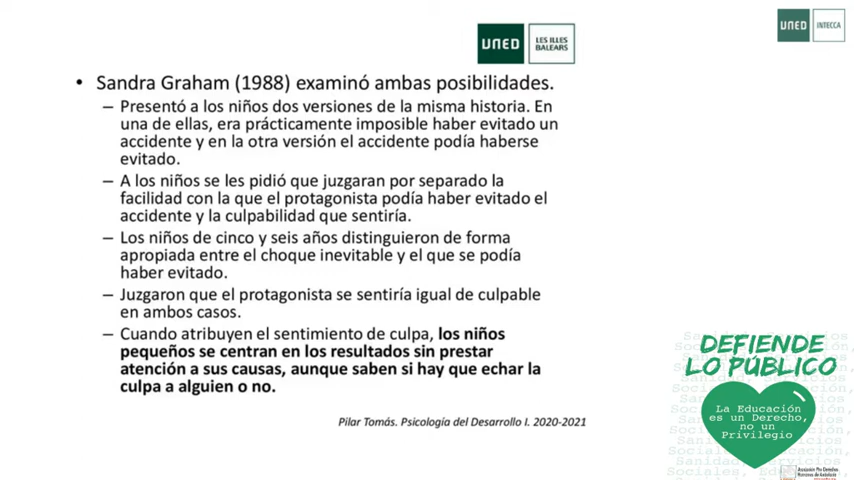 UNED
LES ILLES
BALEARS
UNED
INTECCA
• Sandra Graham (1988) examinó ambas posibilidades.
– Presentó a los niños dos versiones de la misma historia. En
una de ellas, era prácticamente imposible haber evitado un
accidente y en la otra versión el accidente podía haberse
evitado.
– A los niños se les pidió que juzgaran por separado la
facilidad con la que el protagonista podía haber evitado el
accidente y la culpabilidad que sentiría.
– Los niños de cinco y seis años distinguieron de forma
apropiada entre el choque inevitable y el que se podía
haber evitado.
– Juzgaron que el protagonista se sentiría igual de culpable
en ambos casos.
– Cuando atribuyen el sentimiento de culpa, los niños
pequeños se centran en los resultados sin prestar
atención a sus causas, aunque saben si hay que echar la
culpa a alguien o no.
Pilar Tomás. Psicología del Desarrollo I. 2020-2021
DEFIENDE
LO PÚBLICO
La Educación
es un Derecho,
no un
Privilegio